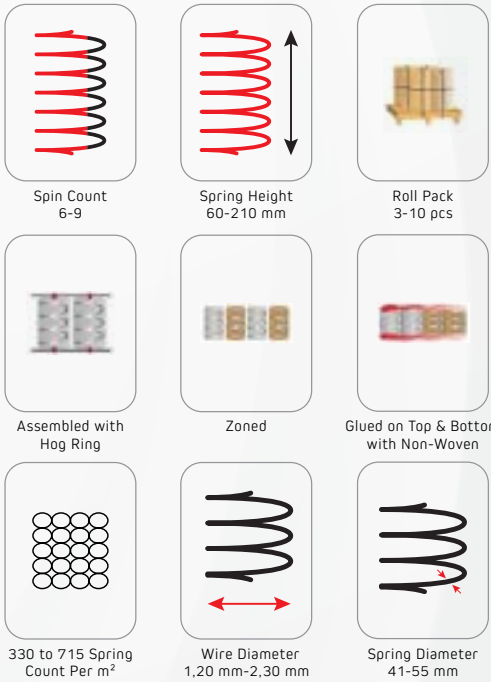 Spin Count
6-9
Spring Height
60-210 mm
Roll Pack
3-10 pcs
Assembled with
Hog Ring
Zoned
Glued on Top & Bottom
with Non-Woven
330 to 715 Spring
Count Per m²
Wire Diameter
1,20 mm-2,30 mm
Spring Diameter
41-55 mm